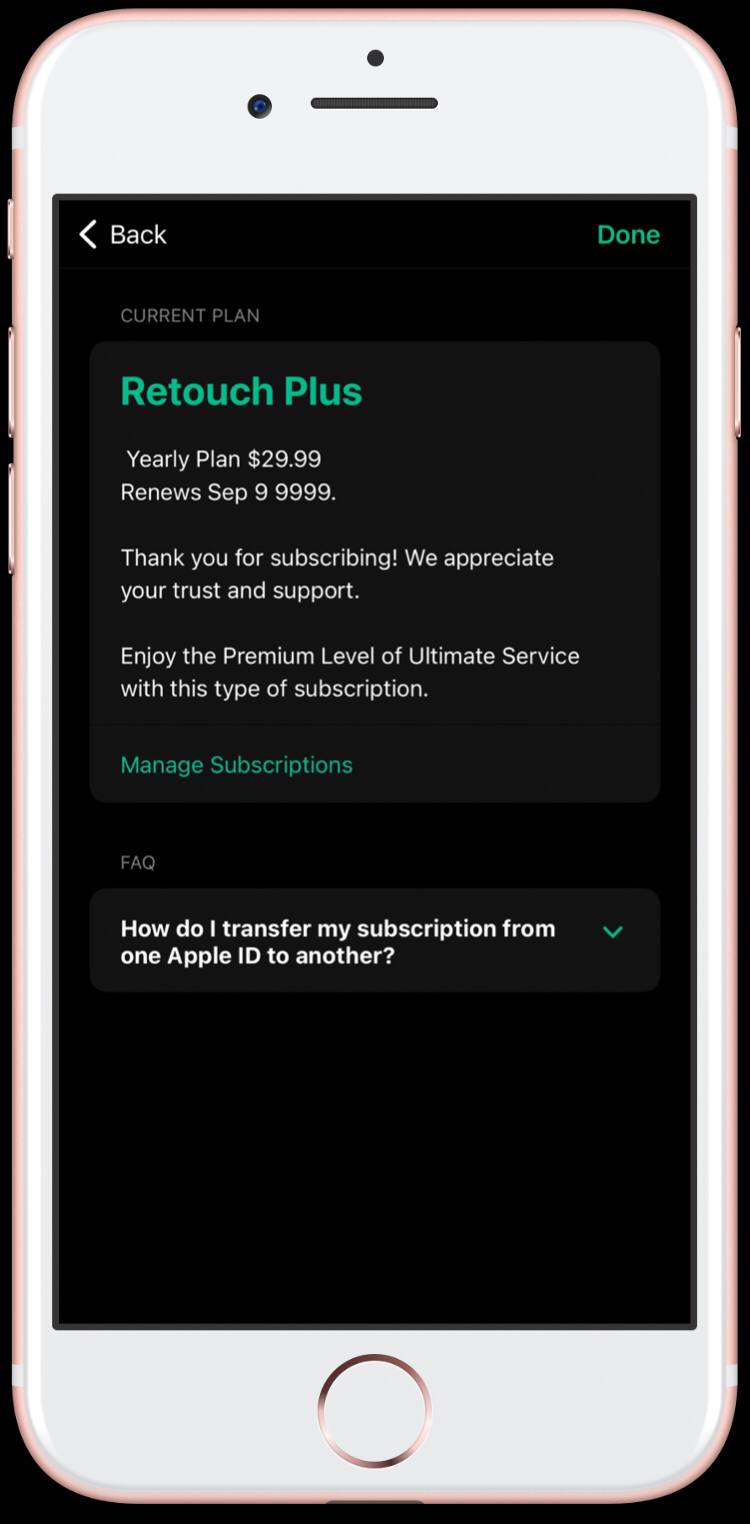 Back
Done
CURRENT PLAN
Retouch Plus
Yearly Plan $29.99
Renews Sep 9 9999.
Thank you for subscribing! We appreciate
your trust and support.
Enjoy the Premium Level of Ultimate Service
with this type of subscription.
Manage Subscriptions
FAQ
How do I transfer my subscription from
one Apple ID to another?